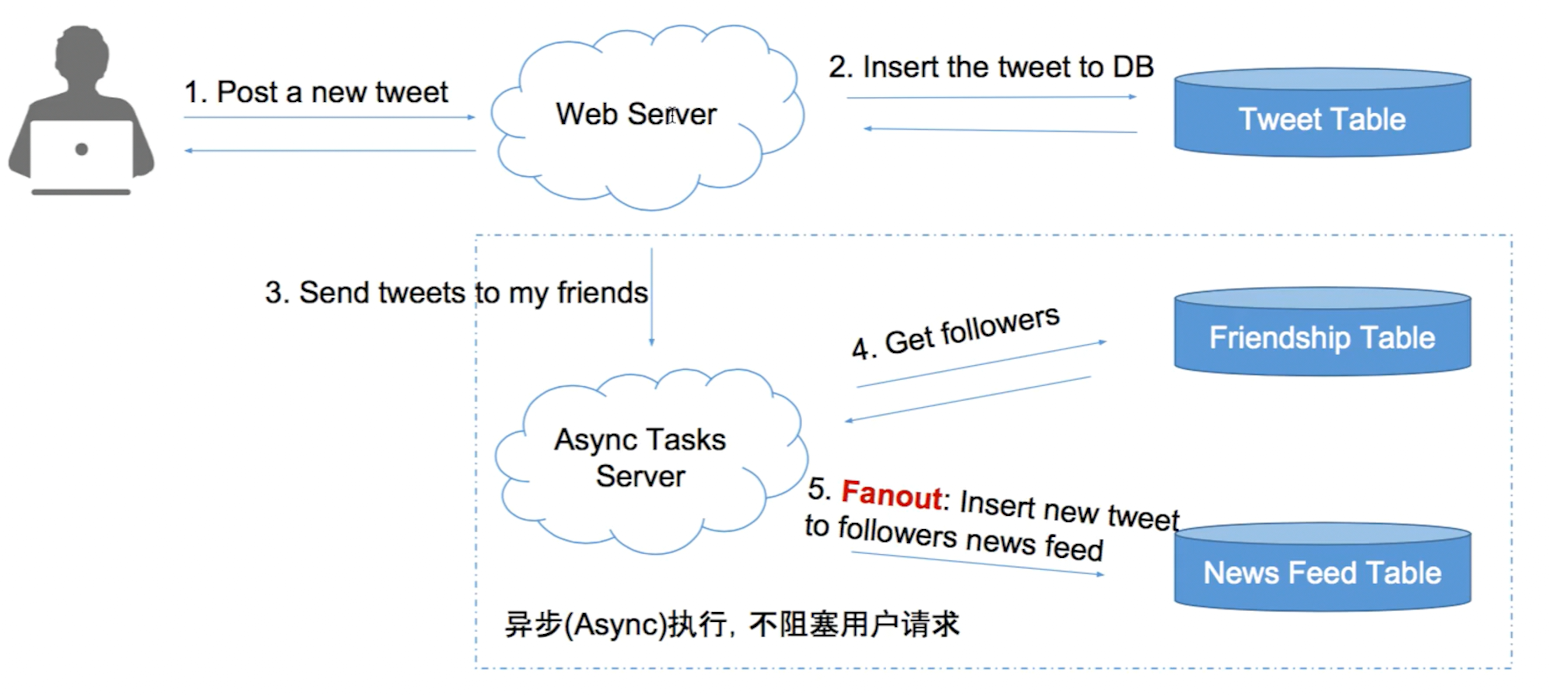 1. Post a new tweet
Web Server
2. Insert the tweet to DB
Tweet Table
3. Send tweets to my friends
4. Get followers
Friendship Table
Async Tasks
Server
5. Fanout: Insert new tweet
to followers news feed
News Feed Table
异步(Async)执行, 不阻塞用户请求